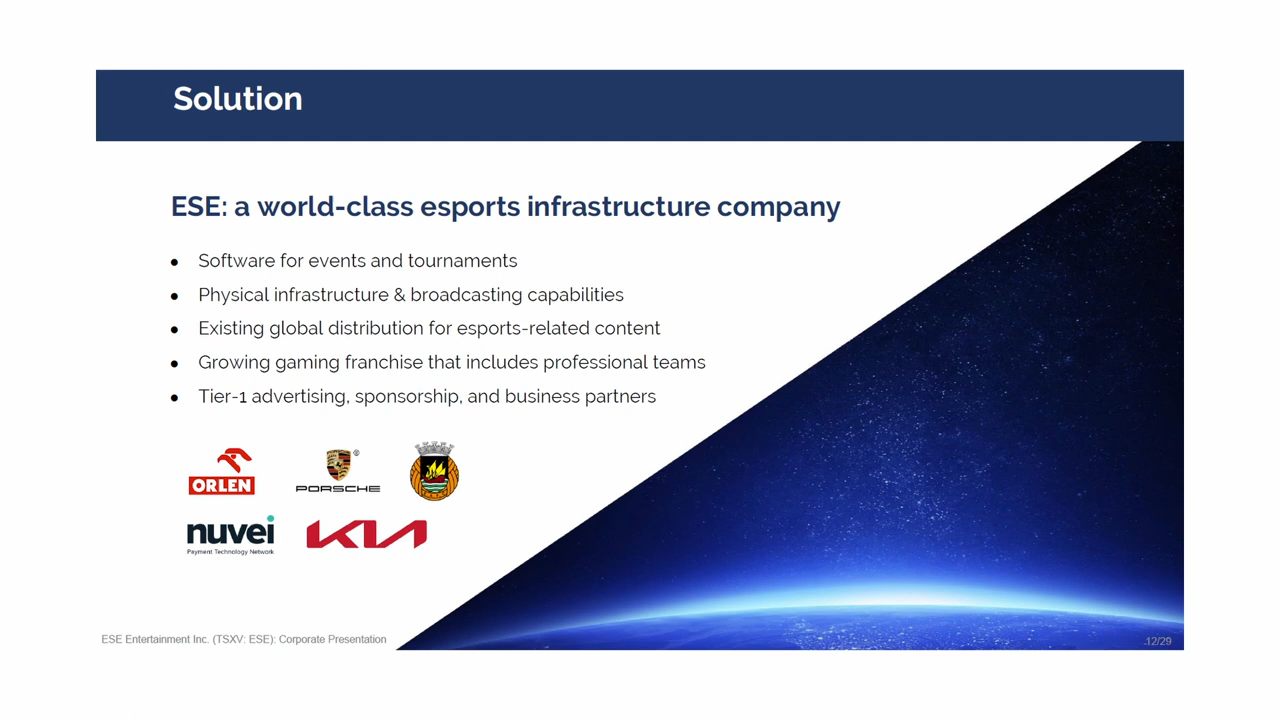 Solution
ESE: a world-class esports infrastructure company
• Software for events and tournaments
• Physical infrastructure & broadcasting capabilities
• Existing global distribution for esports-related content
• Growing gaming franchise that includes professional teams
• Tier-1 advertising, sponsorship, and business partners
ORLEN
PORSCHE
®
nuvei
Payment Technology Network
KIA
ESE Entertainment Inc. (TSXV: ESE): Corporate Presentation
12/29